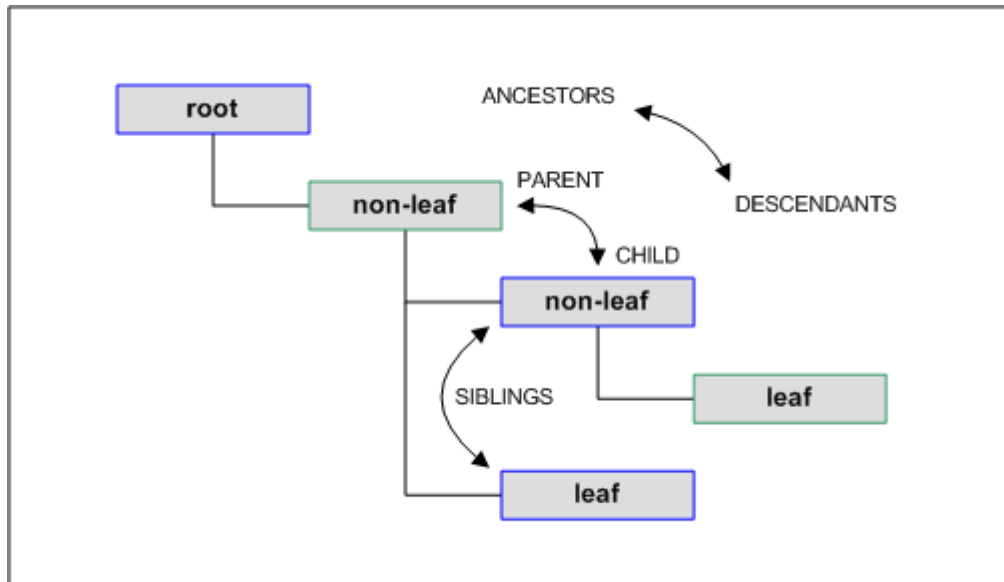 ANCESTORS
root
PARENT
non-leaf
DESCENDANTS
CHILD
non-leaf
leaf
SIBLINGS
leaf